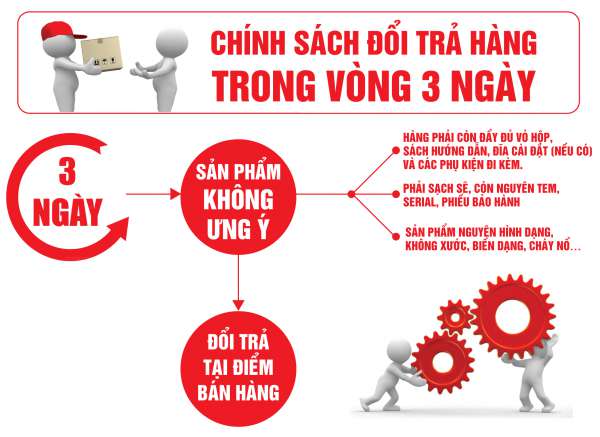 CHÍNH SÁCH ĐỔI TRẢ HÀNG
TRONG VÒNG 3 NGÀY
3
NGÀY
SẢN PHẨM
KHÔNG
ƯNG Ý
HÀNG PHẢI CÒN ĐẦY ĐỦ VỎ HỘP,
SÁCH HƯỚNG DẪN, ĐĨA CÀI ĐẶT (NẾU CÓ)
VÀ CÁC PHỤ KIỆN ĐI KÈM.
PHẢI SẠCH SẼ, CÒN NGUYÊN TEM,
SERIAL, PHIẾU BẢO HÀNH
SẢN PHẨM NGUYÊN HÌNH DẠNG,
KHÔNG XƯỚC, BIẾN DẠNG, CHÁY NỔ...
ĐỔI TRẢ
TẠI ĐIỂM
BÁN HÀNG